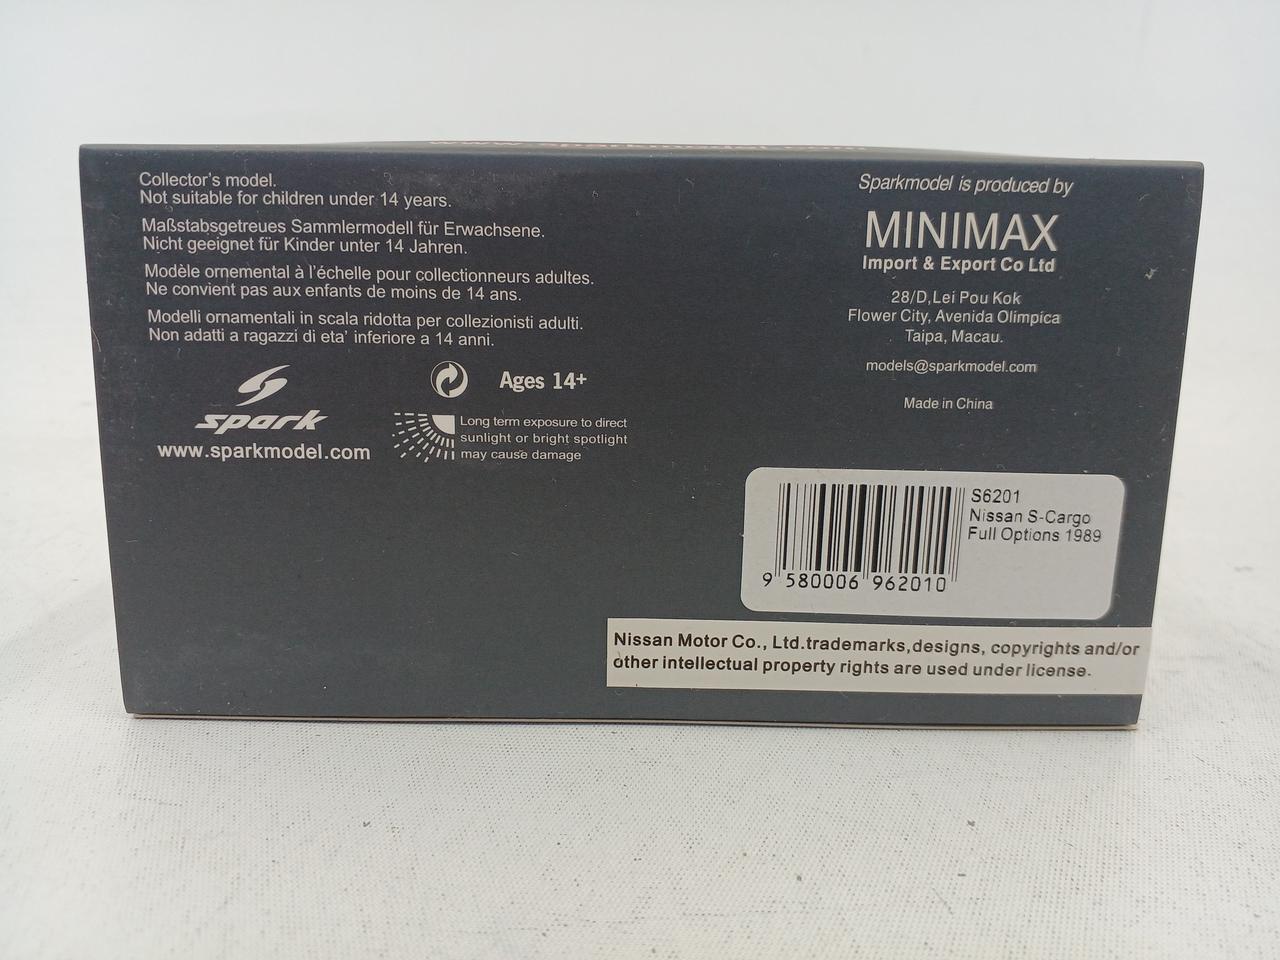 www.sparkmodel.com
Collector's model.
Not suitable for children under 14 years.
Maßstabsgetreues Sammlermodell für Erwachsene.
Nicht geeignet für Kinder unter 14 Jahren.
Modèle ornemental à l'échelle pour collectionneurs adultes.
Ne convient pas aux enfants de moins de 14 ans.
Modelli ornamentali in scala ridotta per collezionisti adulti.
Non adatti a ragazzi di eta' inferiore a 14 anni.
spark
www.sparkmodel.com
Ages 14+
Long term exposure to direct
sunlight or bright spotlight
may cause damage
Sparkmodel is produced by
MINIMAX
Import & Export Co Ltd
28/D,Lei Pou Kok
Flower City, Avenida Olimpica
Taipa, Macau.
models@sparkmodel.com
Made in China
S6201
Nissan S-Cargo
Full Options 1989
9 580006 962010
Nissan Motor Co., Ltd.trademarks,designs, copyrights and/or
other intellectual property rights are used under license.